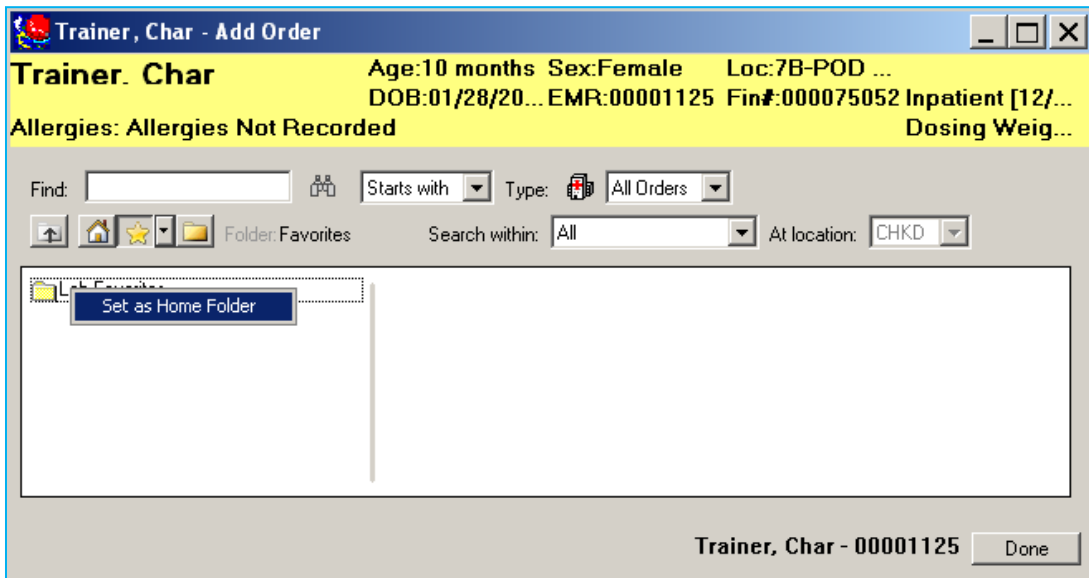 Trainer, Char - Add Order
Trainer. Char Age:10 months Sex:Female Loc:7B-POD ...
DOB:01/28/20... EMR:00001125 Fin#:000075052 Inpatient [12/...
Allergies: Allergies Not Recorded Dosing Weig...
Find: Starts with Type: All Orders
Folder: Favorites Search within: All At location: CHKD
Set as Home Folder
Trainer, Char - 00001125 Done